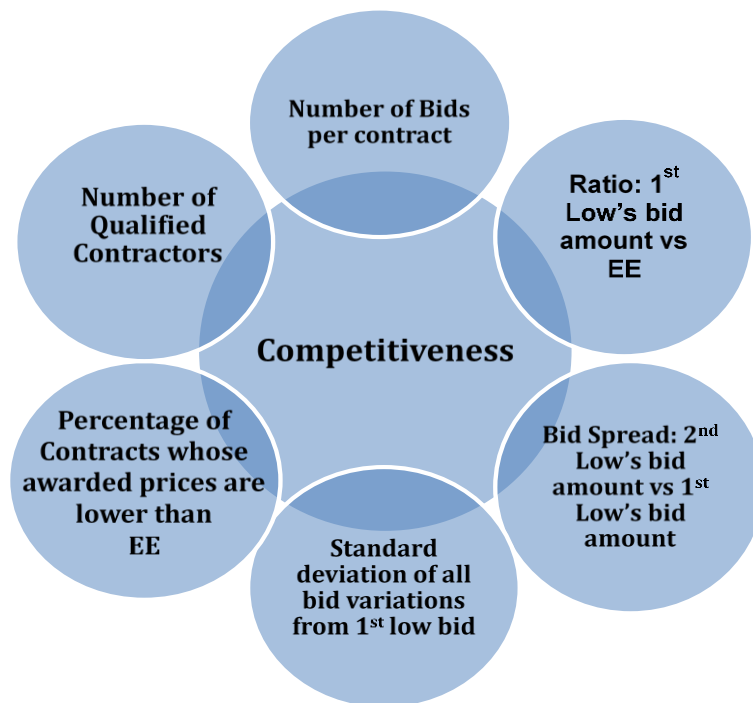 Number of Bids
per contract
Ratio: 1st
Low's bid
amount vs
EE
Number of
Qualified
Contractors
Competitiveness
Percentage of
Contracts whose
awarded prices are
lower than
EE
Bid Spread: 2nd
Low's bid
amount vs 1st
Low's bid
amount
Standard
deviation of all
bid variations
from 1st low bid